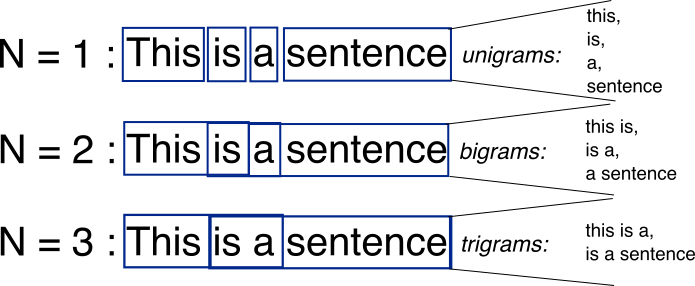 N = 1 : This is a sentence unigrams:
this,
is,
a,
sentence
N = 2 : This is a sentence bigrams:
this is,
is a,
a sentence
N = 3 : This is a sentence trigrams:
this is a,
is a sentence